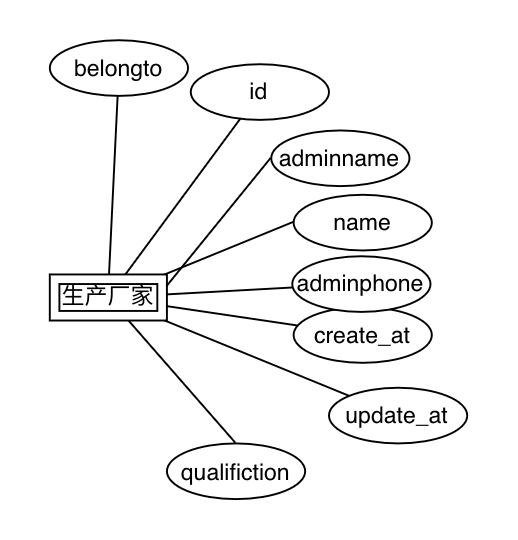 belongto
id
adminname
name
adminphone
生产厂家
create_at
update_at
qualifiction